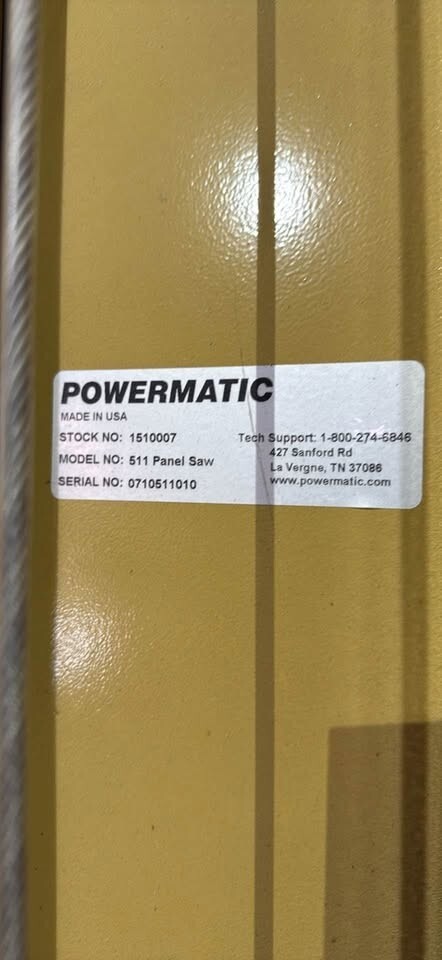 POWERMATIC
MADE IN USA
STOCK NO: 1510007
MODEL NO: 511 Panel Saw
SERIAL NO: 0710511010
Tech Support: 1-800-274-6846
427 Sanford Rd
La Vergne, TN 37086
www.powermatic.com